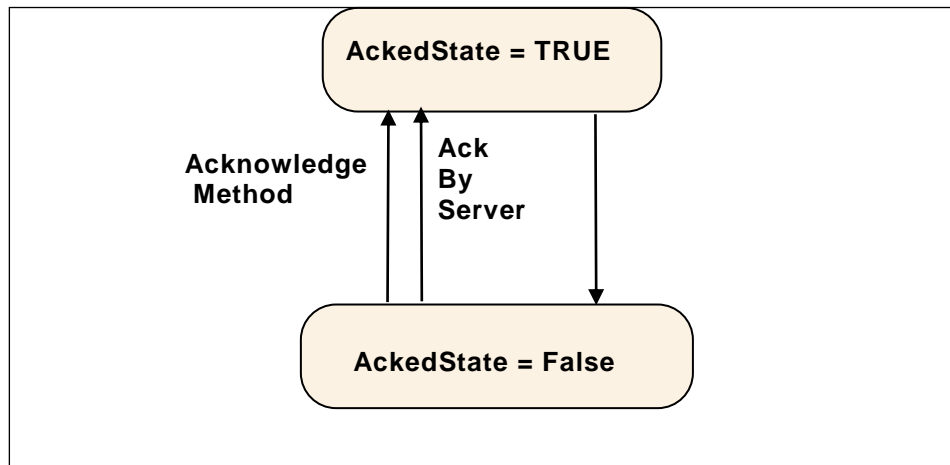 AckedState = TRUE
Acknowledge
Method
Ack
By
Server
AckedState = False